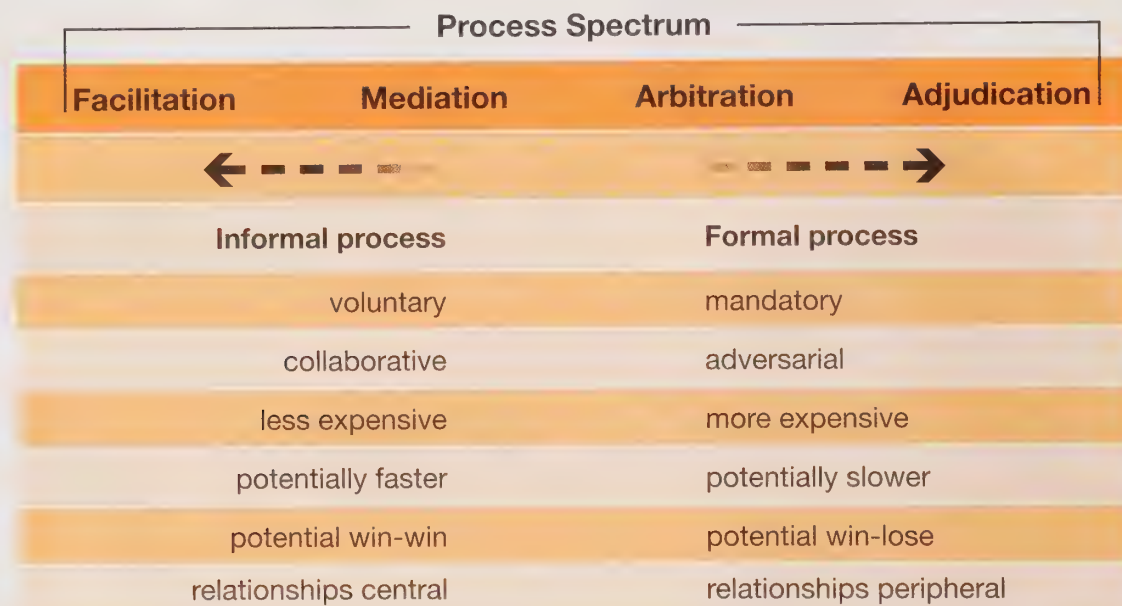 Process Spectrum
Facilitation Mediation Arbitration Adjudication
Informal process Formal process
voluntary mandatory
collaborative adversarial
less expensive more expensive
potentially faster potentially slower
potential win-win potential win-lose
relationships central relationships peripheral